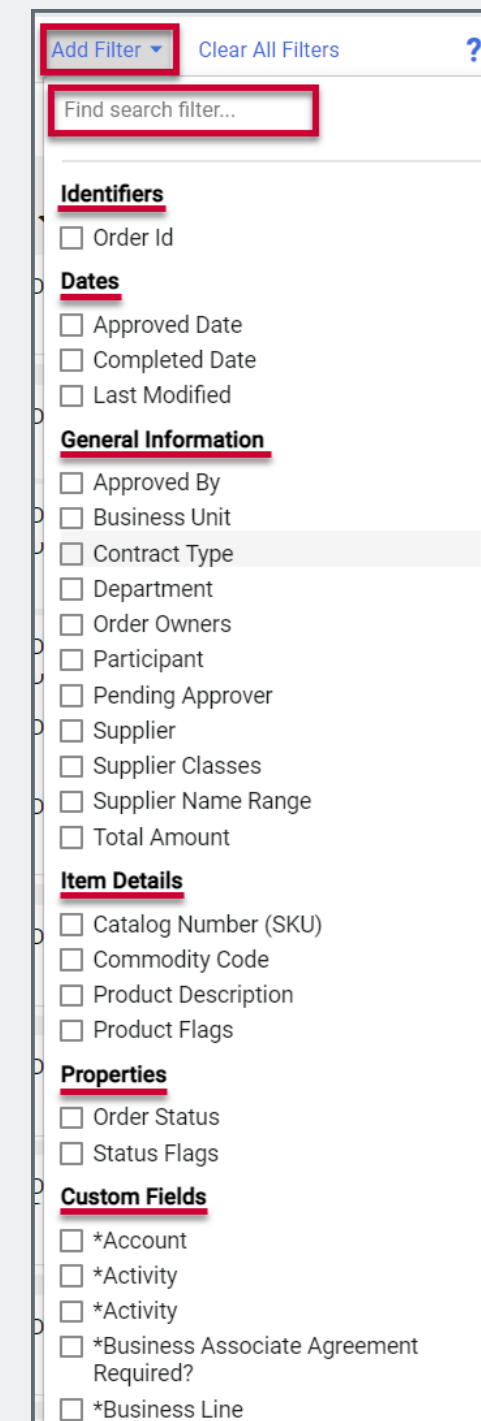 Add Filter Clear All Filters ?
Find search filter...
Identifiers
Order Id
Dates
Approved Date
Completed Date
Last Modified
General Information
Approved By
Business Unit
Contract Type
Department
Order Owners
Participant
Pending Approver
Supplier
Supplier Classes
Supplier Name Range
Total Amount
Item Details
Catalog Number (SKU)
Commodity Code
Product Description
Product Flags
Properties
Order Status
Status Flags
Custom Fields
*Account
*Activity
*Activity
*Business Associate Agreement
Required?
*Business Line